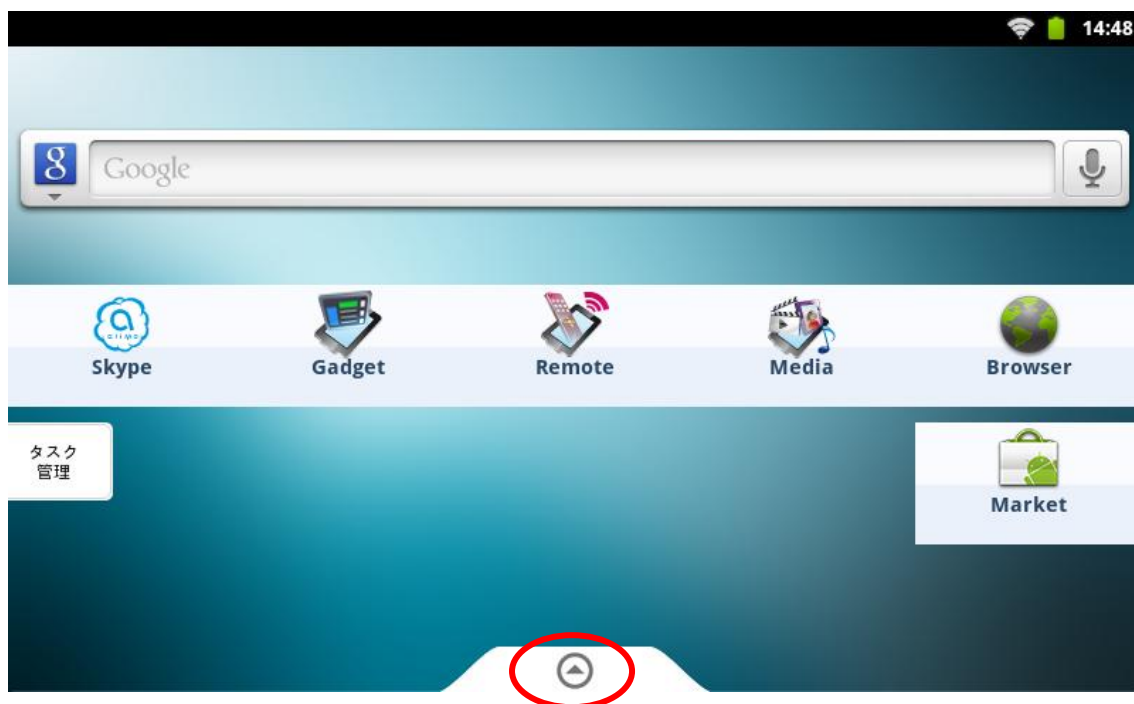 14:48
g
Google
Skype
Gadget
Remote
Media
Browser
タスク
管理
Market